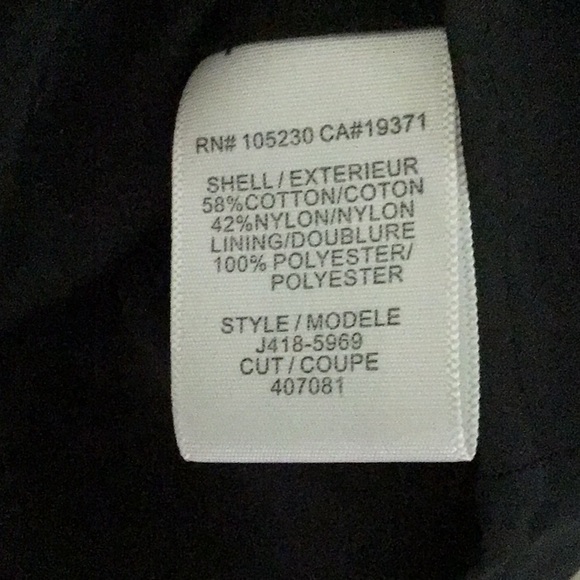 RN# 105230 CA#19371
SHELL / EXTERIEUR
58%COTTON/COTON
42%NYLON/NYLON
LINING/DOUBLURE
100% POLYESTER/
POLYESTER
STYLE / MODELE
J418-5969
CUT / COUPE
407081